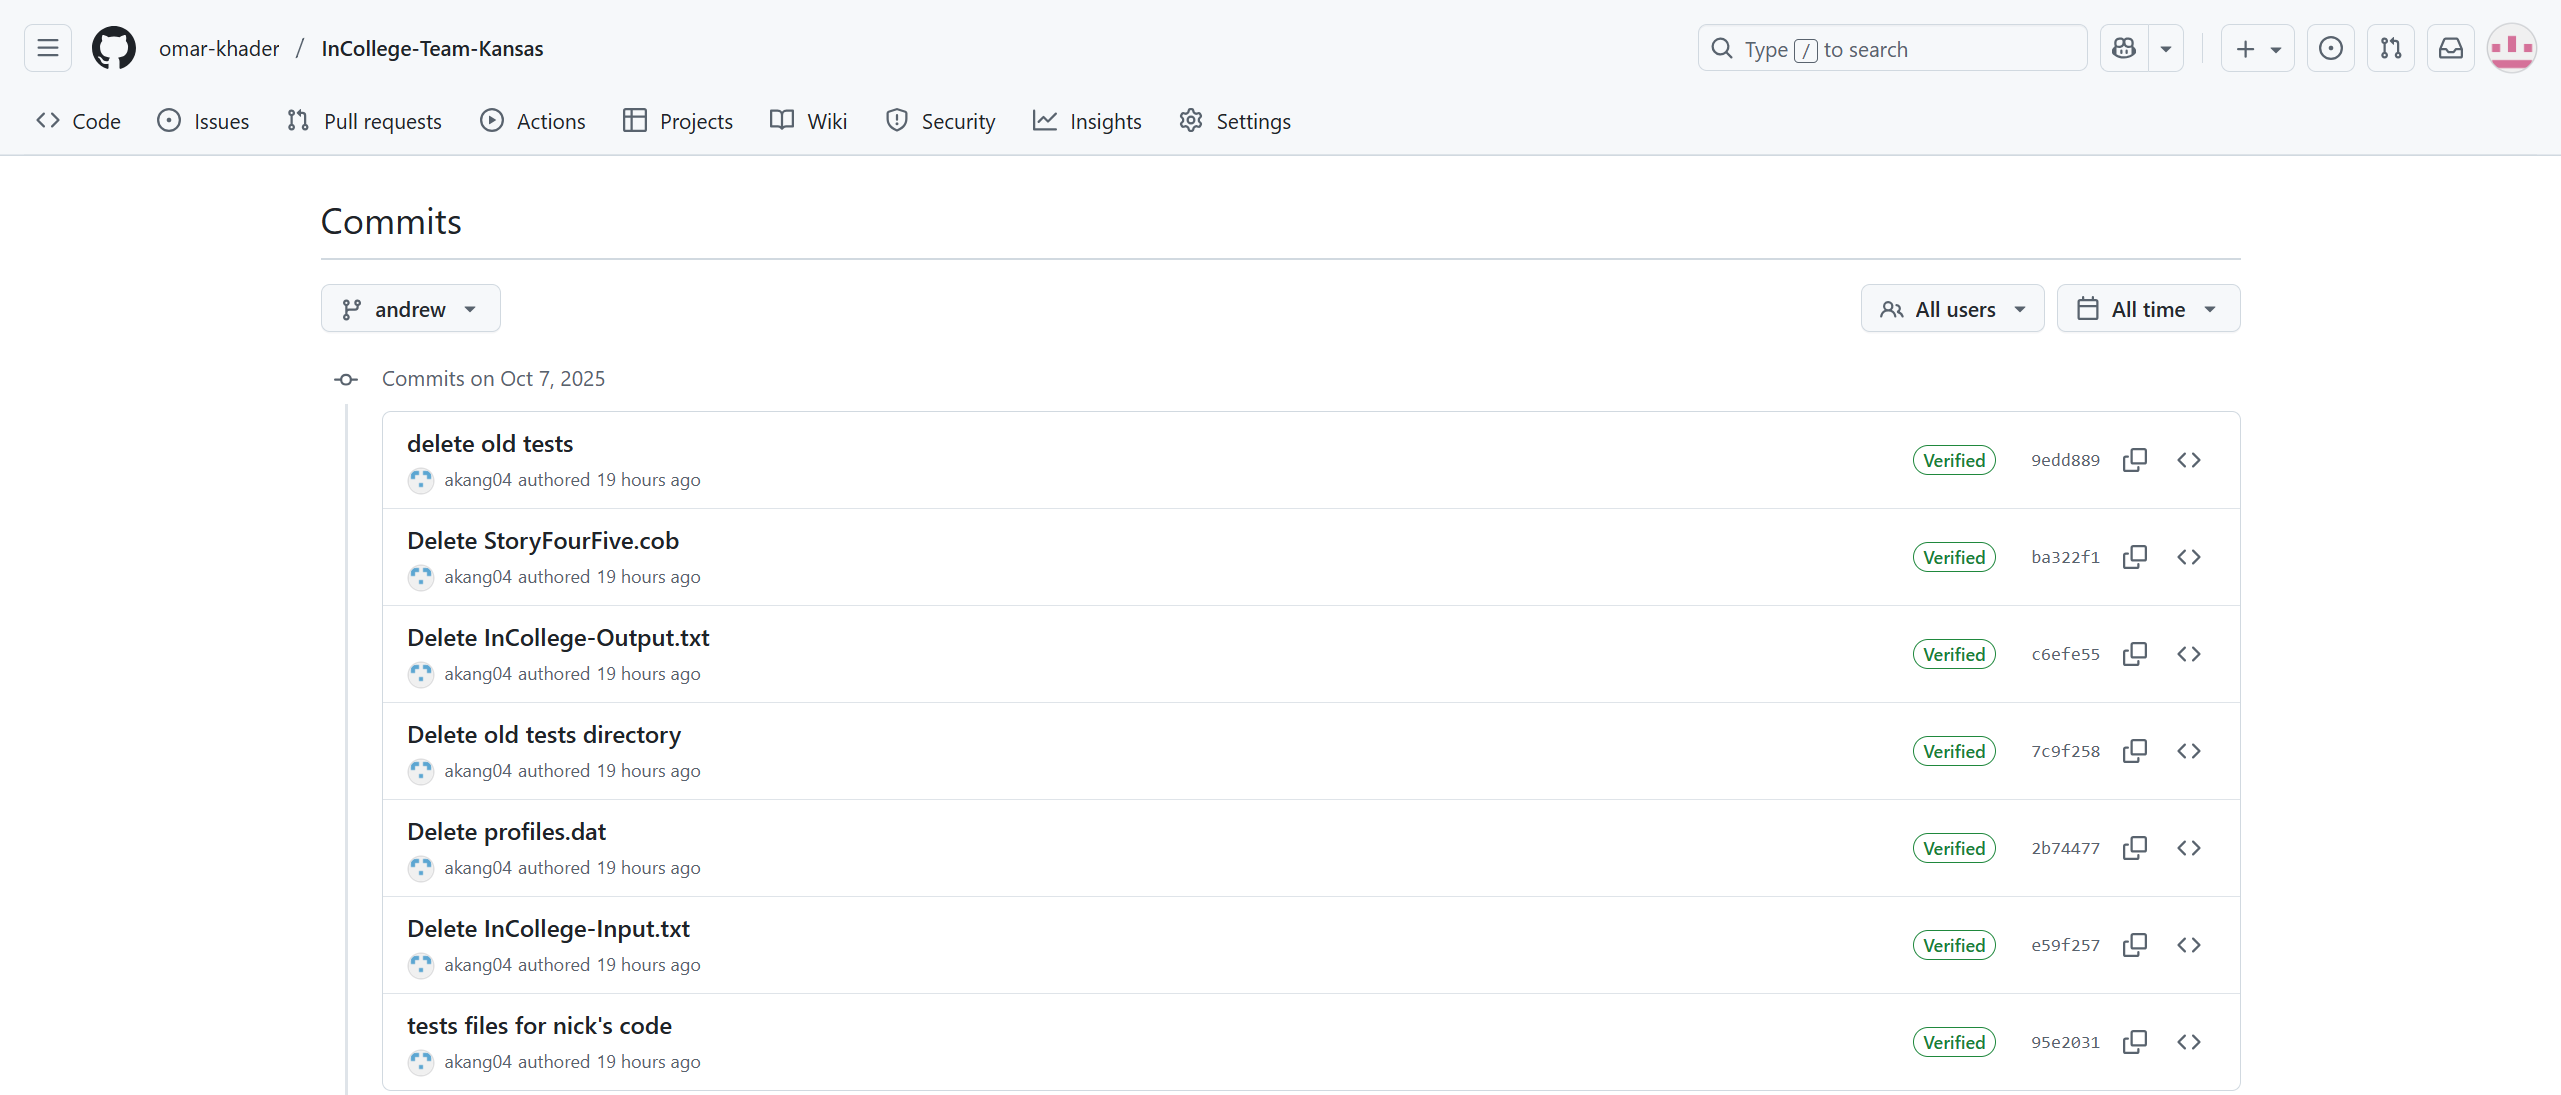 omar-khader / InCollege-Team-Kansas
Type / to search
Code Issues Pull requests Actions Projects Wiki Security Insights Settings
Commits
andrew
All users All time
Commits on Oct 7, 2025
delete old tests
akang04 authored 19 hours ago
Verified 9edd889
Delete StoryFourFive.cob
akang04 authored 19 hours ago
Verified ba322f1
Delete InCollege-Output.txt
akang04 authored 19 hours ago
Verified c6efe55
Delete old tests directory
akang04 authored 19 hours ago
Verified 7c9f258
Delete profiles.dat
akang04 authored 19 hours ago
Verified 2b74477
Delete InCollege-Input.txt
akang04 authored 19 hours ago
Verified e59f257
tests files for nick's code
akang04 authored 19 hours ago
Verified 95e2031